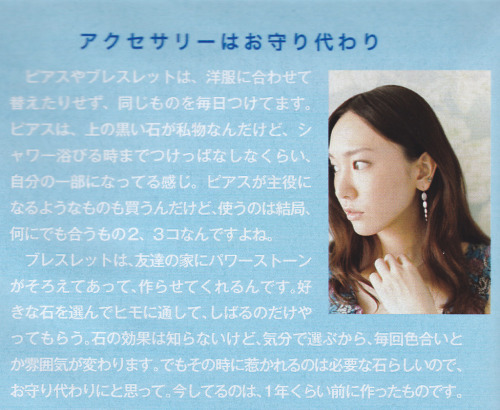 アクセサリーはお守り代わり
ピアスやブレスレットは、洋服に合わせて
替えたりせず、同じものを毎日つけてます。
ピアスは、上の黒い石が私物なんだけど、シ
ャワー浴びる時までつけっぱなしなくらい、
自分の一部になってる感じ。ピアスが主役に
なるようなものも買うんだけど、使うのは結局、
何にでも合うもの2、3コなんですよね。
ブレスレットは、友達の家にパワーストーン
がそろえてあって、作らせてくれるんです。好
きな石を選んでヒモに通して、しばるのだけや
ってもらう。石の効果は知らないけど、気分で選ぶから、毎回色合いと
か雰囲気が変わります。でもその時に惹かれるのは必要な石らしいので、
お守り代わりにと思って。今してるのは、1年くらい前に作ったものです。